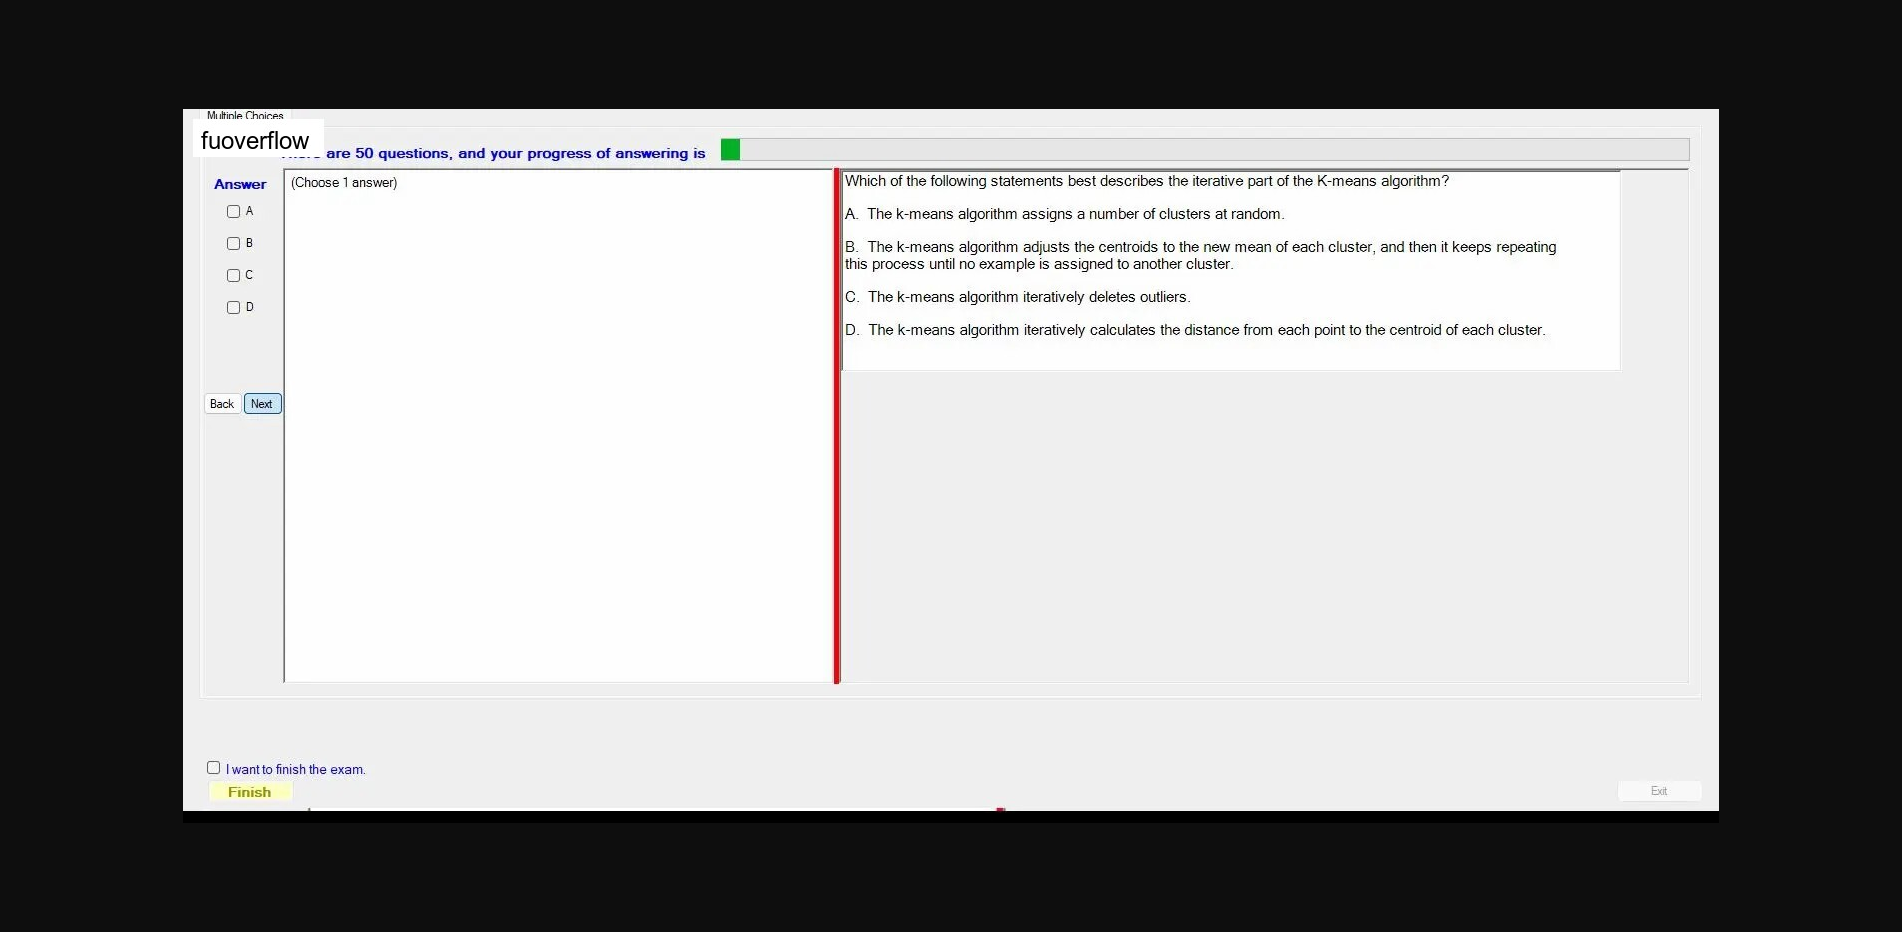 Multiple Choices
fuoverflow
are 50 questions, and your progress of answering is
Answer
(Choose 1 answer)
A
B
C
D
Back
Next
Which of the following statements best describes the iterative part of the K-means algorithm?
A. The k-means algorithm assigns a number of clusters at random.
B. The k-means algorithm adjusts the centroids to the new mean of each cluster, and then it keeps repeating
this process until no example is assigned to another cluster.
C. The k-means algorithm iteratively deletes outliers.
D. The k-means algorithm iteratively calculates the distance from each point to the centroid of each cluster.
I want to finish the exam.
Finish
Exit